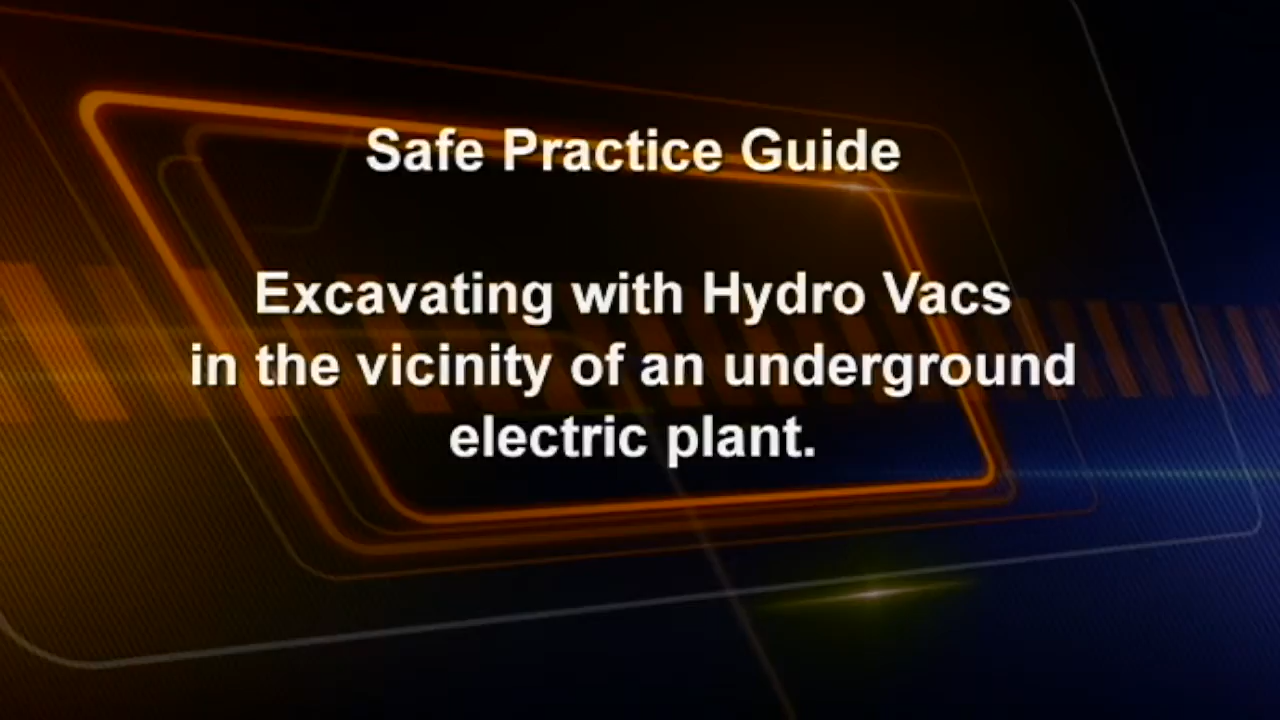 Safe Practice Guide
Excavating with Hydro Vacs
in the vicinity of an underground
electric plant.